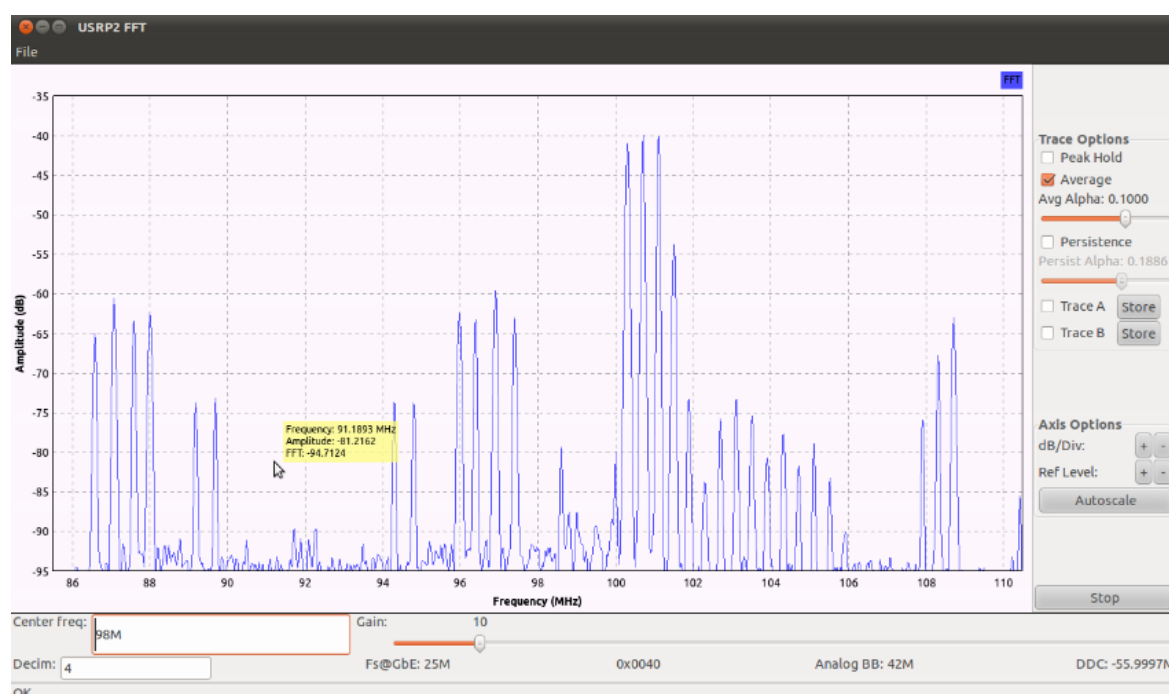 USRP2 FFT
File
FFT
-35
-40
-45
-50
-55
-60
-65
-70
-75
-80
-85
-90
-95
Amplitude (dB)
Frequency: 91.1893 MHz
Amplitude: -81.2162
FFT: -94.7124
86 88 90 92 94 96 98 100 102 104 106 108 110
Frequency (MHz)
Trace Options
Peak Hold
Average
Avg Alpha: 0.1000
Persistence
Persist Alpha: 0.1886
Trace A Store
Trace B Store
Axis Options
dB/Div: + -
Ref Level: + -
Autoscale
Stop
Center freq: 98M Gain: 10
Decim: 4 Fs@GbE: 25M 0x0040 Analog BB: 42M DDC: -55.9997M
OK